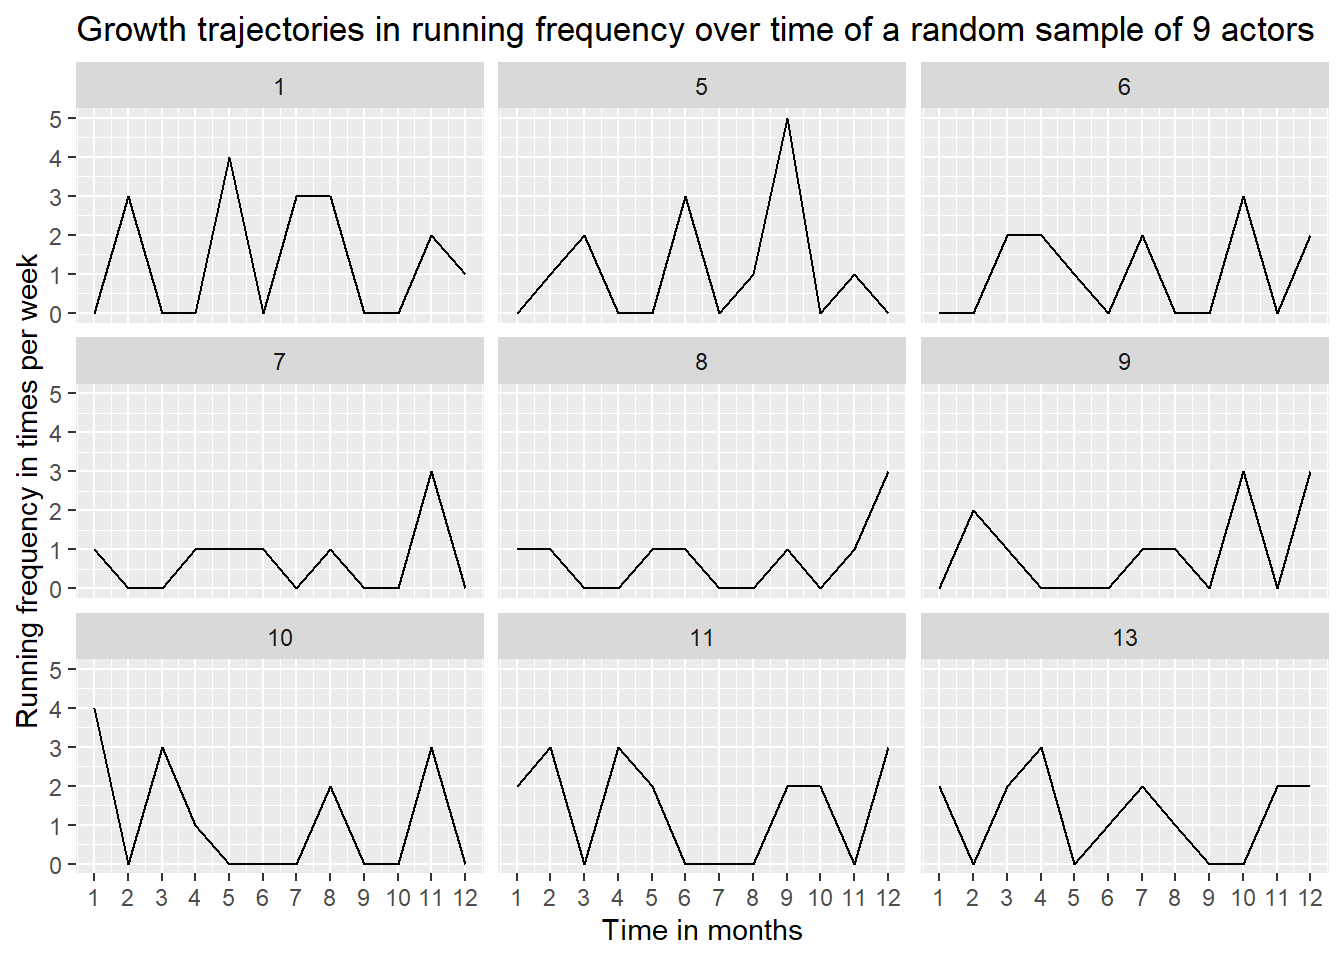 Growth trajectories in running frequency over time of a random sample of 9 actors
1 5 6
5
4
3
2
1
0
7 8 9
5
4
3
2
1
0
10 11 13
5
4
3
2
1
0
1 2 3 4 5 6 7 8 9 10 11 12 1 2 3 4 5 6 7 8 9 10 11 12 1 2 3 4 5 6 7 8 9 10 11 12
Time in months
Running frequency in times per week